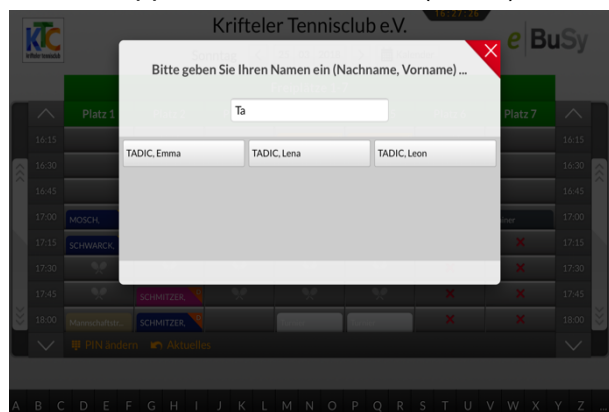 Krifteler Tennisclub e.V.
16:27:26
KTC
e BuSy
Bitte geben Sie Ihren Namen ein (Nachname, Vorname) ...
Ta
TADIC, Emma
TADIC, Lena
TADIC, Leon
Platz 1
Platz 7
16:15
16:15
16:30
16:30
16:45
16:45
17:00
MOSCH,
17:00
17:15
SCHWARCK,
17:15
17:30
17:30
17:45
SCHMITZER,
17:45
18:00
Mannschaftstr...
SCHMITZER,
18:00
PIN ändern
Aktuelles
A B C D E F G H I J K L M N O P Q R S T U V W X Y Z